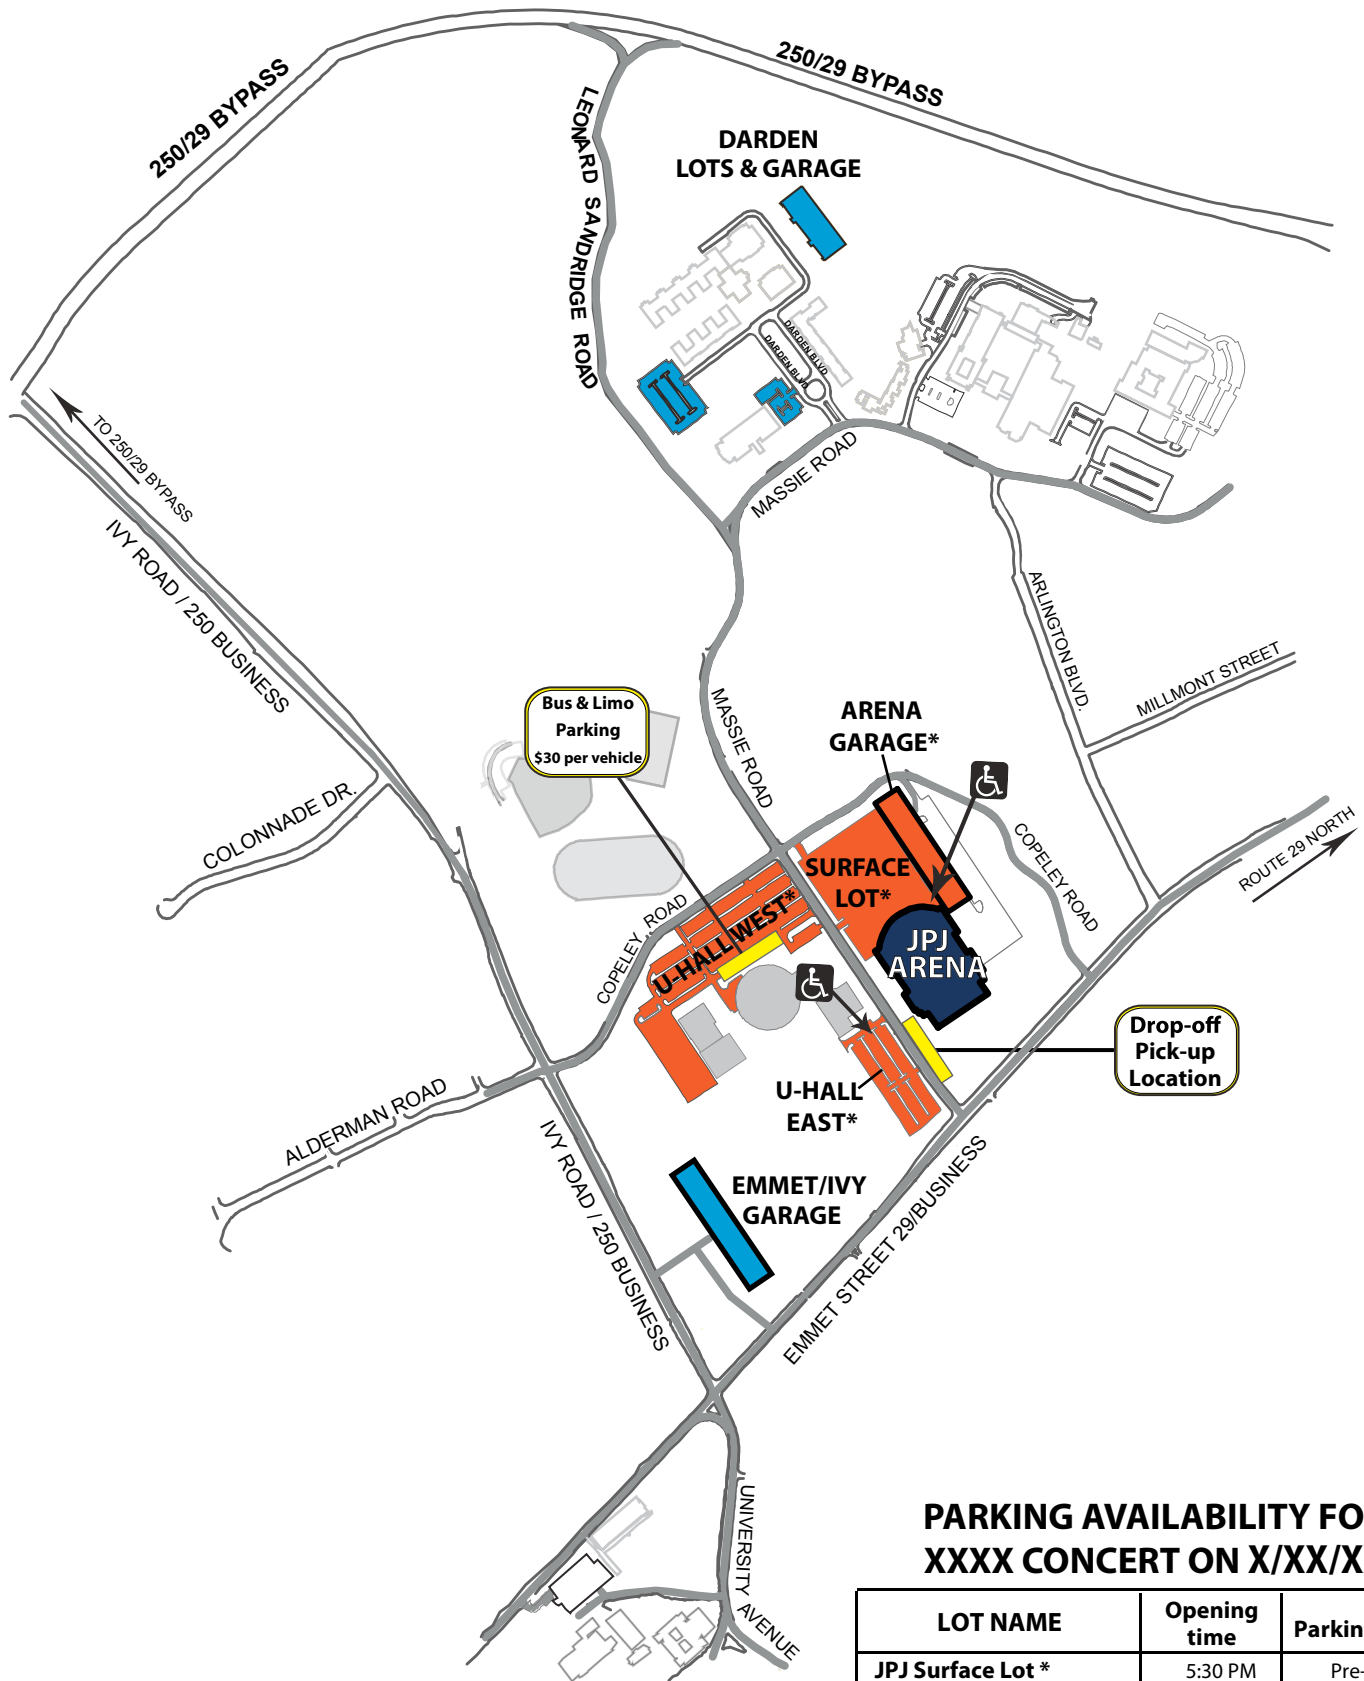 250/29 BYPASS
250/29 BYPASS
LEONARD SANDRIDGE ROAD
DARDEN
LOTS & GARAGE
DARDEN BLVD
DARDEN BLVD
MASSIE ROAD
TO 250/29 BYPASS
IVY ROAD / 250 BUSINESS
ARLINGTON BLVD.
MILLMONT STREET
Bus & Limo
Parking
$30 per vehicle
MASSIE ROAD
ARENA
GARAGE*
COLONNADE DR.
COPELEY ROAD
ROUTE 29 NORTH
SURFACE
LOT*
U-HALL WEST*
COPELEY ROAD
JPJ
ARENA
Drop-off
Pick-up
Location
U-HALL
EAST*
ALDERMAN ROAD
IVY ROAD / 250 BUSINESS
EMMET/IVY
GARAGE
EMMET STREET 29/BUSINESS
UNIVERSITY AVENUE
PARKING AVAILABILITY FO
XXXX CONCERT ON X/XX/X
LOT NAME
Opening
time
Parkin
JPJ Surface Lot *
5:30 PM
Pre-